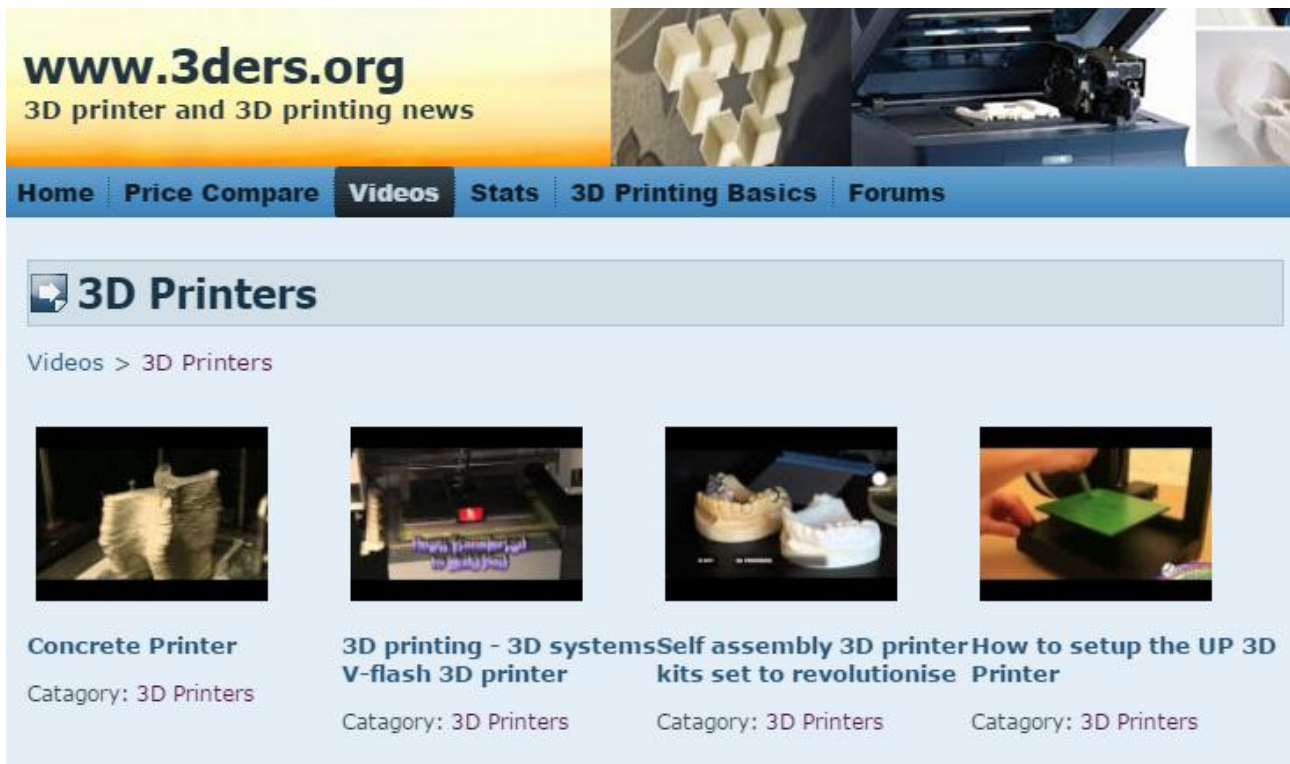 www.3ders.org
3D printer and 3D printing news
Home Price Compare Videos Stats 3D Printing Basics Forums
3D Printers
Videos > 3D Printers
Concrete Printer
Catagory: 3D Printers
3D printing - 3D systems
V-flash 3D printer
Catagory: 3D Printers
Self assembly 3D printer
kits set to revolutionise
Catagory: 3D Printers
How to setup the UP 3D
Printer
Catagory: 3D Printers